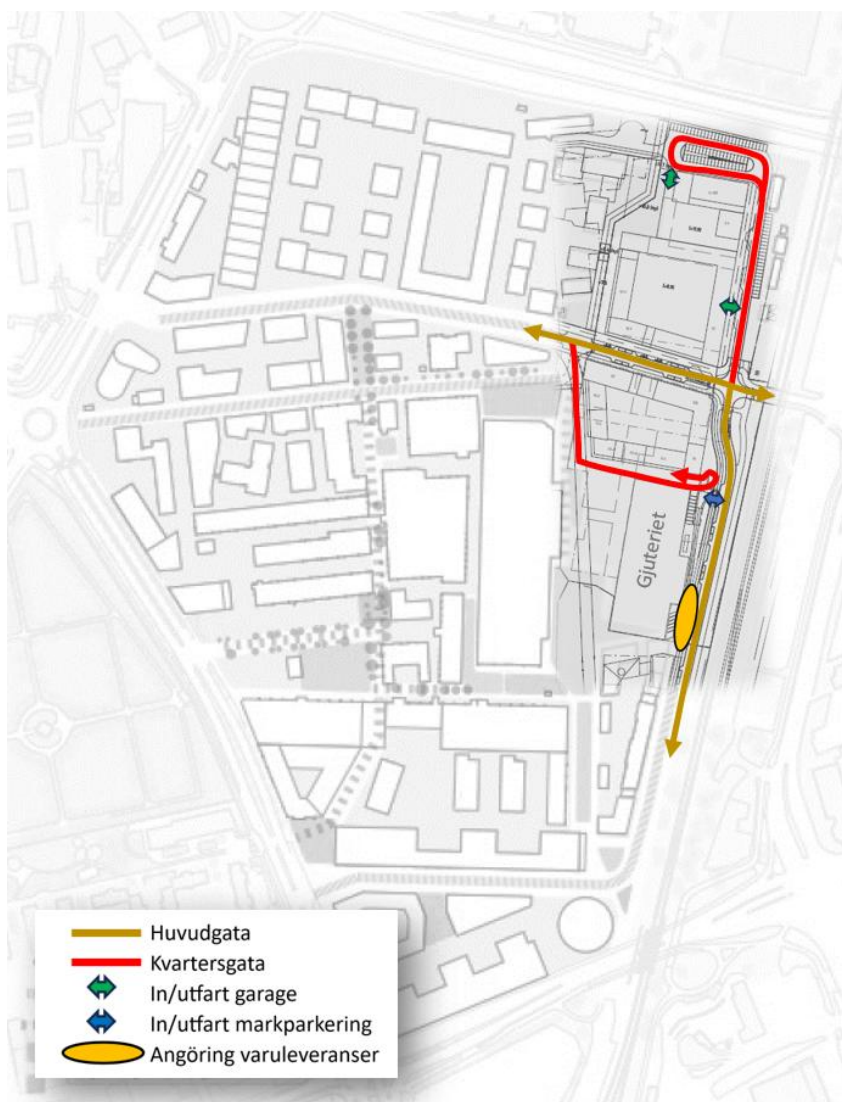 Gjuteriet
Huvudgata
Kvartersgata
In/utfart garage
In/utfart markparkering
Angöring varuleveranser